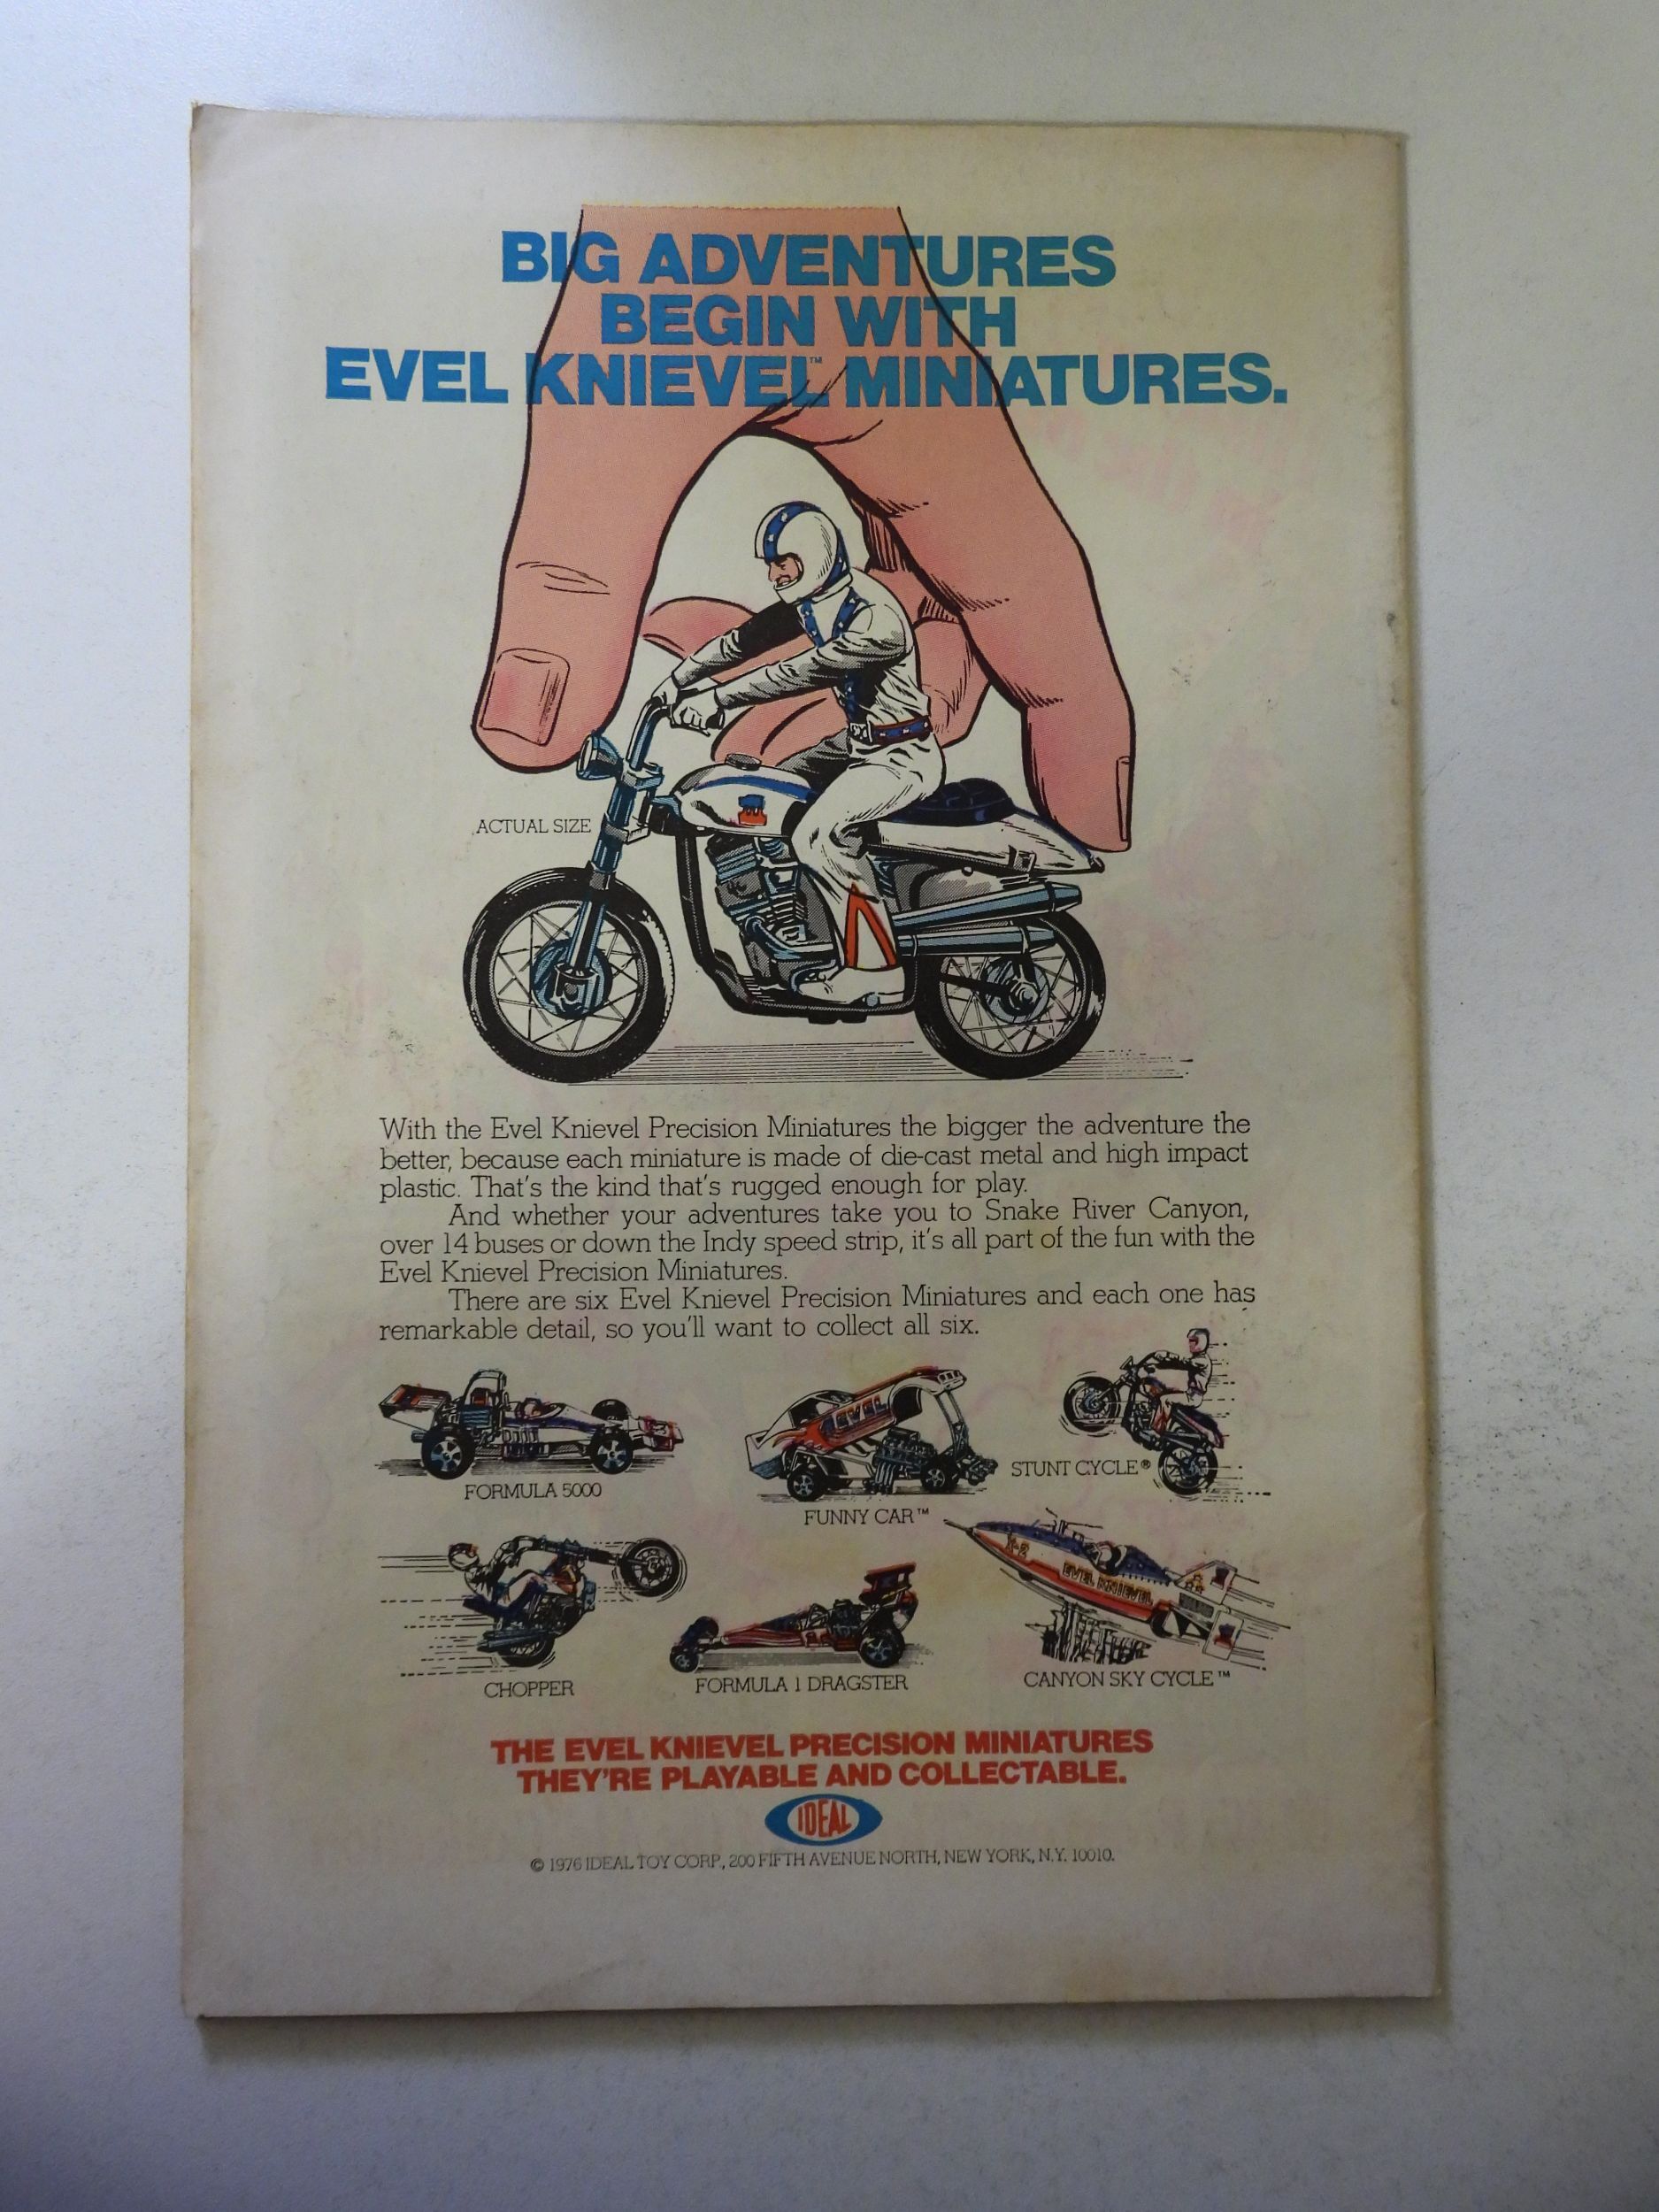 BIG ADVENTURES
BEGIN WITH
EVEL KNIEVEL™ MINIATURES.
ACTUAL SIZE
With the Evel Knievel Precision Miniatures the bigger the adventure the
better, because each miniature is made of die-cast metal and high impact
plastic. That's the kind that's rugged enough for play.
And whether your adventures take you to Snake River Canyon,
over 14 buses or down the Indy speed strip, it's all part of the fun with the
Evel Knievel Precision Miniatures.
There are six Evel Knievel Precision Miniatures and each one has
remarkable detail, so you'll want to collect all six.
EVEL
FORMULA 5000
FUNNY CAR™
STUNT CYCLE®
X-2
EVEL KNIEVEL
CHOPPER
FORMULA 1 DRAGSTER
CANYON SKY CYCLE™
THE EVEL KNIEVEL PRECISION MINIATURES
THEY'RE PLAYABLE AND COLLECTABLE.
IDEAL
© 1976 IDEAL TOY CORP., 200 FIFTH AVENUE NORTH, NEW YORK, N.Y. 10010.